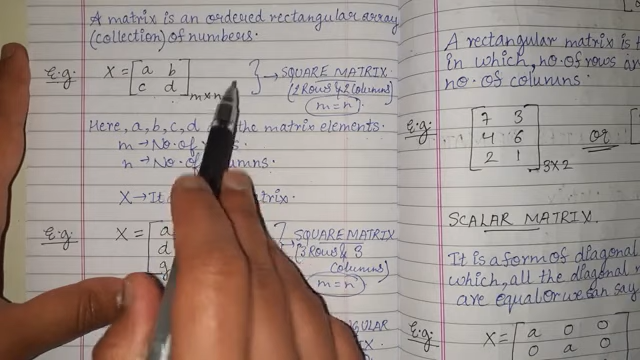 A matrix is an ordered rectangular array
(collection) of numbers.
E.g: X = [a b
c d] m×n } → SQUARE MATRIX
(2 Rows & 2 Columns)
m = n
Here, a, b, c, d the matrix elements.
m → No. of
n → No. of columns.
X → It matrix.
E.g: X = [a
d
g
] → SQUARE MATRIX
(3 Rows & 3
columns)
m = n
A rectangular matrix is
in which, no. of rows
no. of columns.
E.g: [7 3
4 6
2 1] 3×2 or
SCALAR MATRIX.
It is a form of diagonal
which, all the diagonal
are equal or we can say
E.g: X = [a 0 0
0 a 0